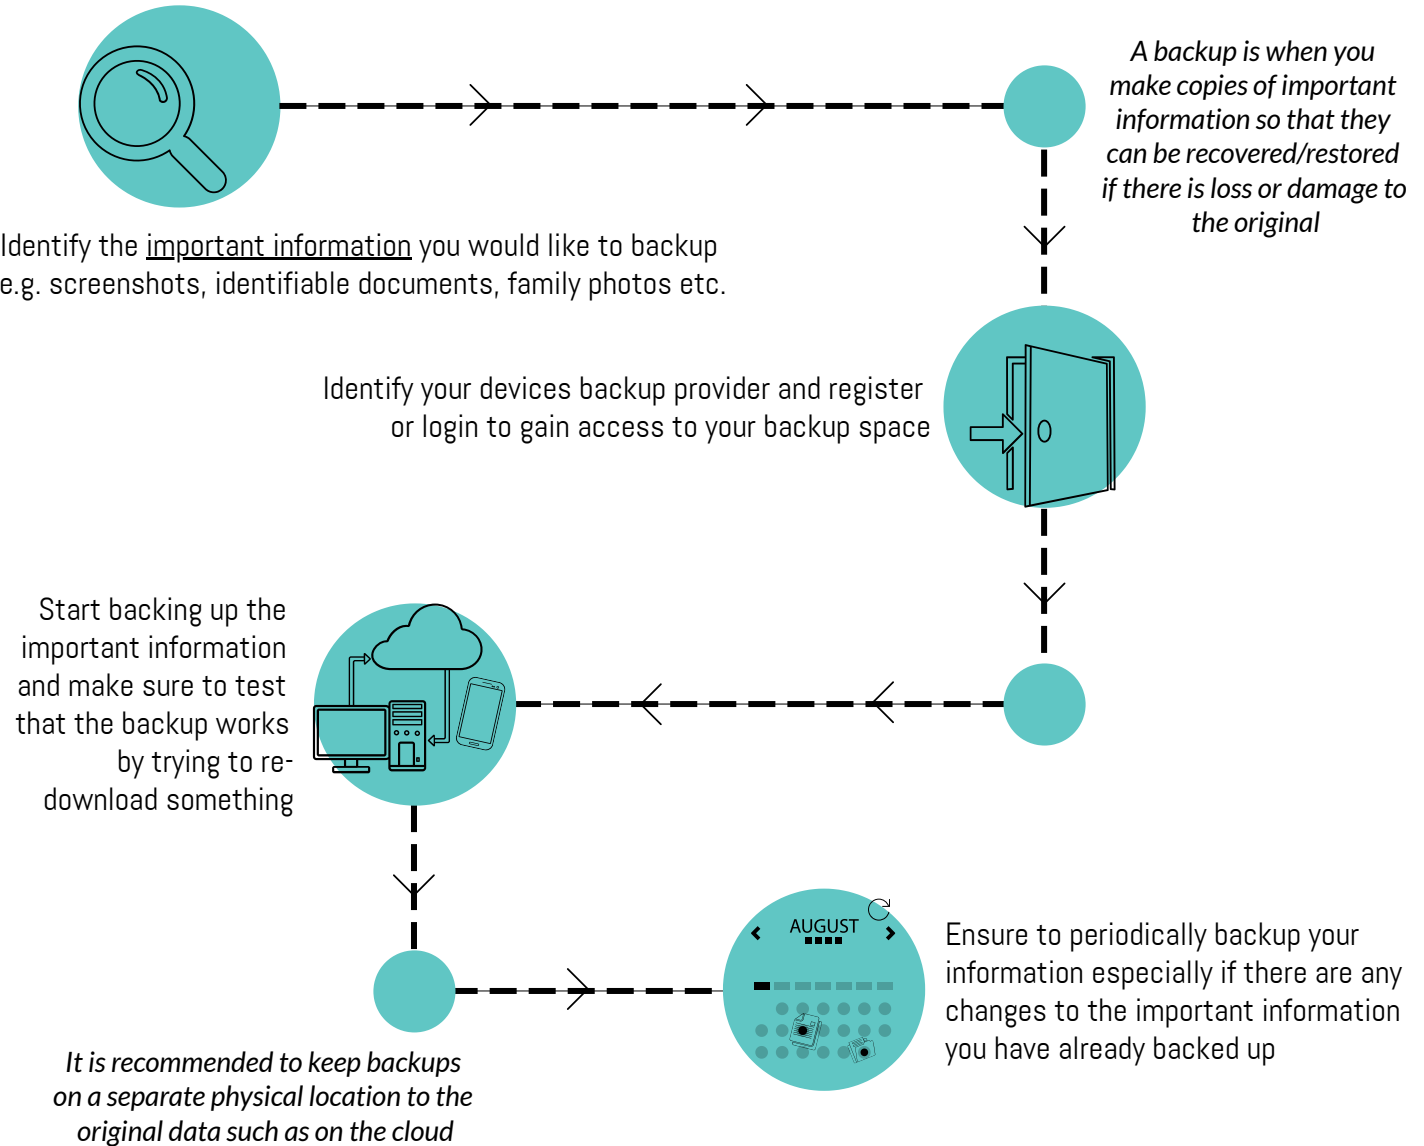 A backup is when you
make copies of important
information so that they
can be recovered/restored
if there is loss or damage to
the original
Identify the important information you would like to backup
e.g. screenshots, identifiable documents, family photos etc.
Identify your devices backup provider and register
or login to gain access to your backup space
Start backing up the
important information
and make sure to test
that the backup works
by trying to re-
download something
AUGUST
Ensure to periodically backup your
information especially if there are any
changes to the important information
you have already backed up
It is recommended to keep backups
on a separate physical location to the
original data such as on the cloud